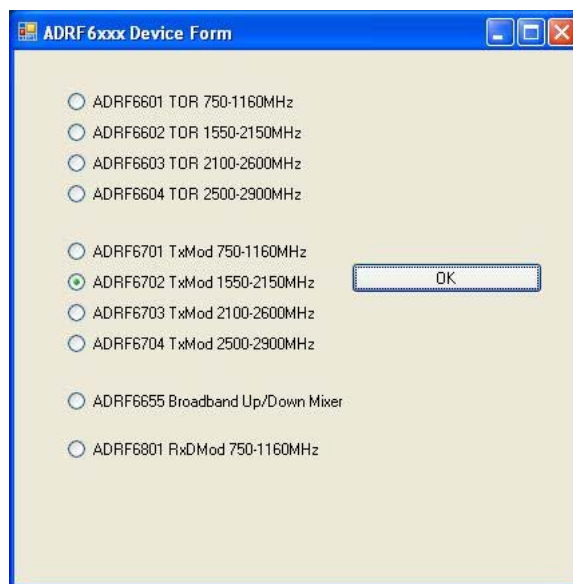 ADRF6xxx Device Form
ADRF6601 TOR 750-1160MHz
ADRF6602 TOR 1550-2150MHz
ADRF6603 TOR 2100-2600MHz
ADRF6604 TOR 2500-2900MHz
ADRF6701 TxMod 750-1160MHz
ADRF6702 TxMod 1550-2150MHz
OK
ADRF6703 TxMod 2100-2600MHz
ADRF6704 TxMod 2500-2900MHz
ADRF6655 Broadband Up/Down Mixer
ADRF6801 RxDMod 750-1160MHz